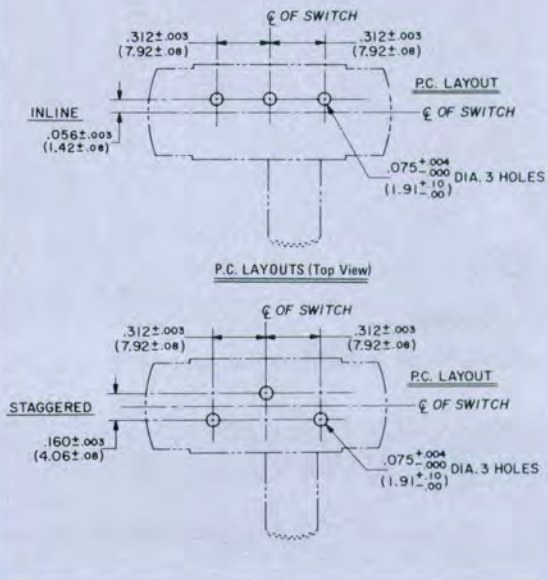 ℄ OF SWITCH
.312±.003 .312±.003
(7.92±.08) (7.92±.08)
P.C. LAYOUT
INLINE ℄ OF SWITCH
.056±.003
(1.42±.08)
.075+.004-.000 DIA. 3 HOLES
(1.91+.10-.00)
P.C. LAYOUTS (Top View)
℄ OF SWITCH
.312±.003 .312±.003
(7.92±.08) (7.92±.08)
P.C. LAYOUT
STAGGERED ℄ OF SWITCH
.160±.003
(4.06±.08)
.075+.004-.000 DIA. 3 HOLES
(1.91+.10-.00)